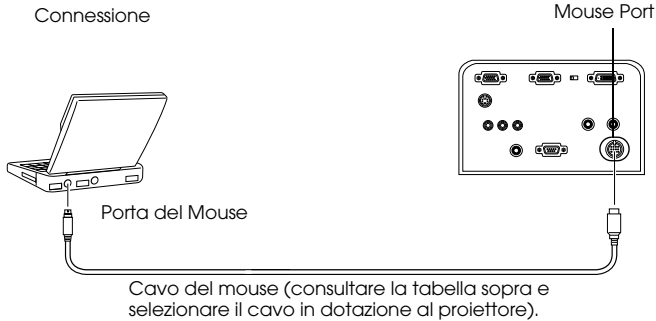 Connessione
Mouse Port
Porta del Mouse
Cavo del mouse (consultare la tabella sopra e
selezionare il cavo in dotazione al proiettore).